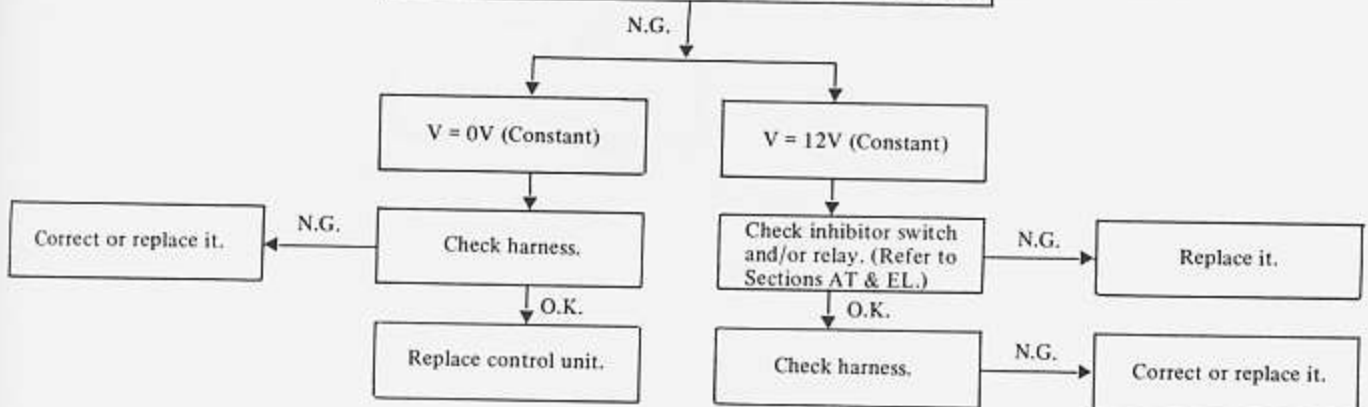 N.G.
V = 0V (Constant)
V = 12V (Constant)
Correct or replace it.
N.G.
Check harness.
Check inhibitor switch
and/or relay. (Refer to
Sections AT & EL.)
N.G.
Replace it.
O.K.
O.K.
Replace control unit.
Check harness.
N.G.
Correct or replace it.